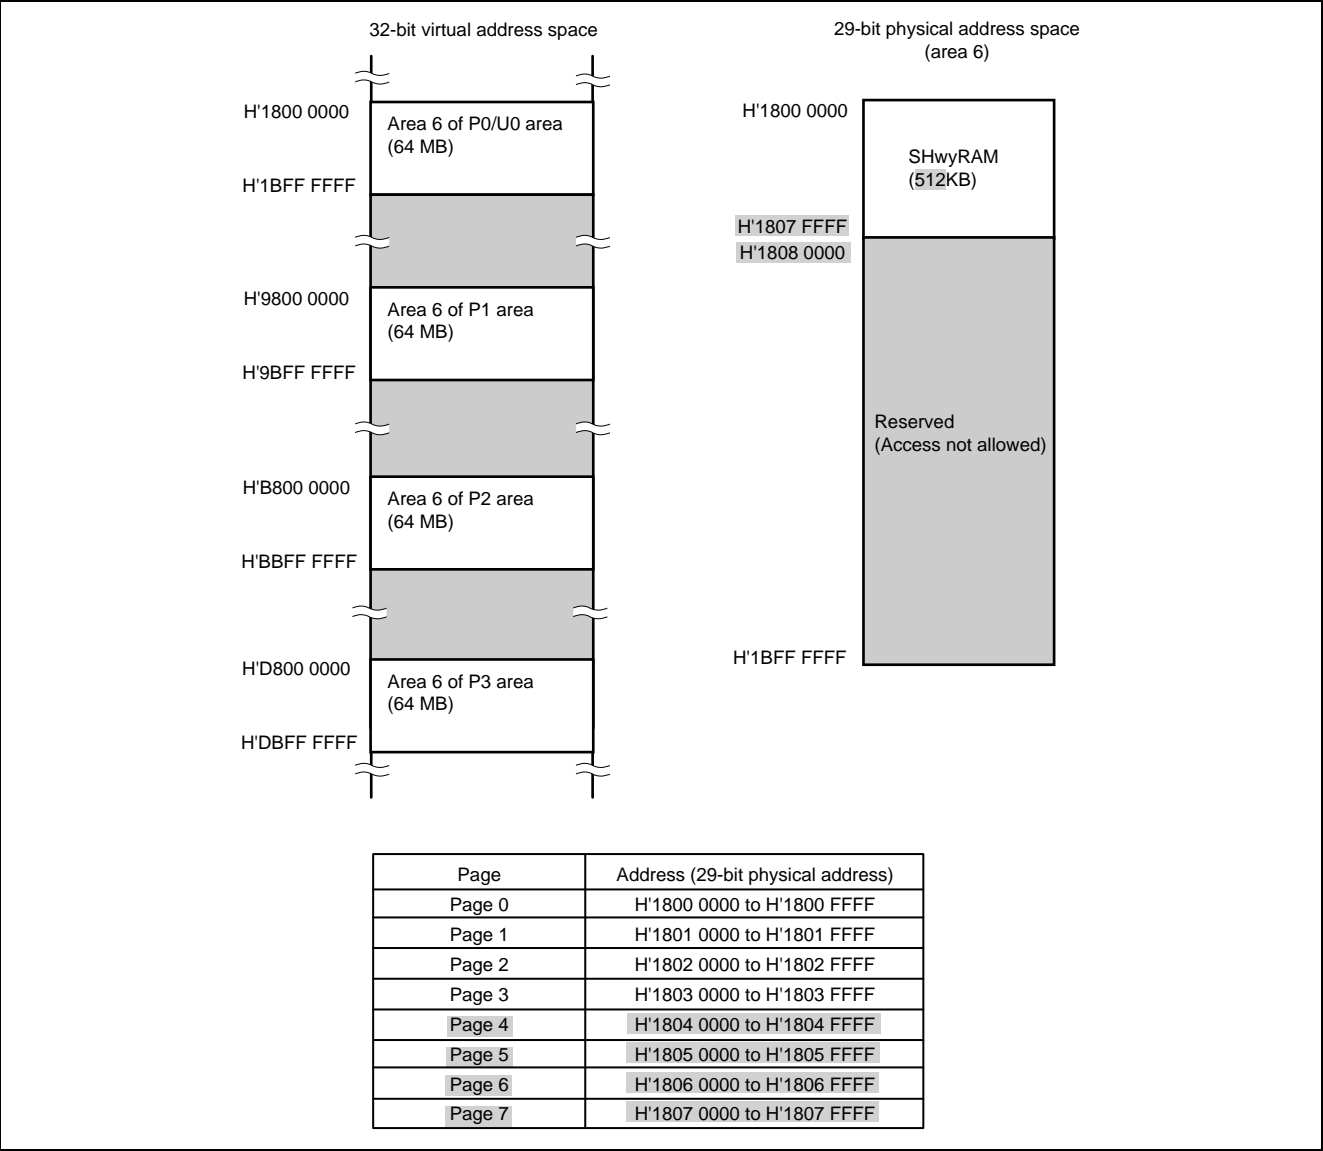 32-bit virtual address space
H'1800 0000
Area 6 of P0/U0 area
(64 MB)
H'1BFF FFFF
H'9800 0000
Area 6 of P1 area
(64 MB)
H'9BFF FFFF
H'B800 0000
Area 6 of P2 area
(64 MB)
H'BBFF FFFF
H'D800 0000
Area 6 of P3 area
(64 MB)
H'DBFF FFFF
29-bit physical address space
(area 6)
H'1800 0000
SHwyRAM
(512KB)
H'1807 FFFF
H'1808 0000
Reserved
(Access not allowed)
H'1BFF FFFF
Page Address (29-bit physical address)
Page 0 H'1800 0000 to H'1800 FFFF
Page 1 H'1801 0000 to H'1801 FFFF
Page 2 H'1802 0000 to H'1802 FFFF
Page 3 H'1803 0000 to H'1803 FFFF
Page 4 H'1804 0000 to H'1804 FFFF
Page 5 H'1805 0000 to H'1805 FFFF
Page 6 H'1806 0000 to H'1806 FFFF
Page 7 H'1807 0000 to H'1807 FFFF